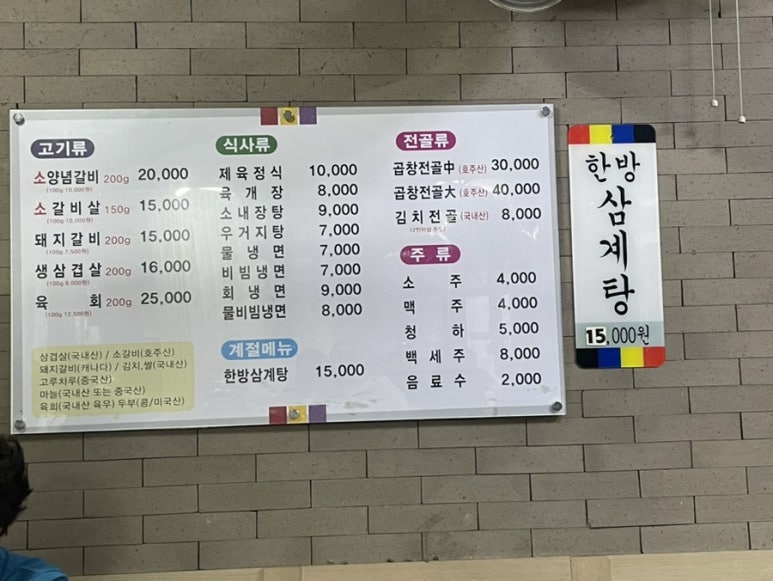 고기류
소양념갈비 200g 20,000
(100g 10,000원)
소갈비살 150g 15,000
(100g 10,000원)
돼지갈비 200g 15,000
(100g 7,500원)
생삼겹살 200g 16,000
(100g 8,000원)
육 회 200g 25,000
(100g 12,500원)
삼겹살(국내산) / 소갈비(호주산)
돼지갈비(캐나다) / 김치,쌀(국내산)
고루차루(중국산)
마늘(국내산 또는 중국산)
육회(국내산 육우) 두부(콩/미국산)
식사류
제육정식 10,000
육 개 장 8,000
소내장탕 9,000
우거지탕 7,000
물 냉 면 7,000
비빔냉면 7,000
회 냉 면 9,000
물비빔냉면 8,000
계절메뉴
한방삼계탕 15,000
전골류
곱창전골中 (호주산) 30,000
곱창전골大 (호주산) 40,000
김치전골 (국내산) 8,000
주 류
소 주 4,000
맥 주 4,000
청 하 5,000
백 세 주 8,000
음 료 수 2,000
한방
삼계탕
15,000원